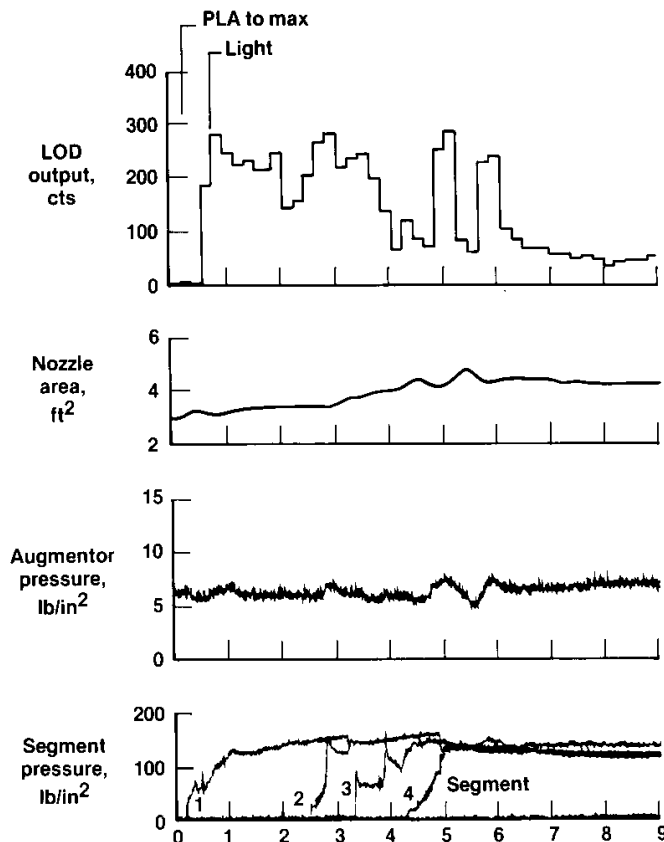 PLA to max
Light
400
300
200
100
0
LOD
output,
cts
6
4
2
Nozzle
area,
ft2
15
10
5
0
Augmentor
pressure,
lb/in2
200
100
0
Segment
pressure,
lb/in2
1
2
3
4
Segment
0 1 2 3 4 5 6 7 8 9